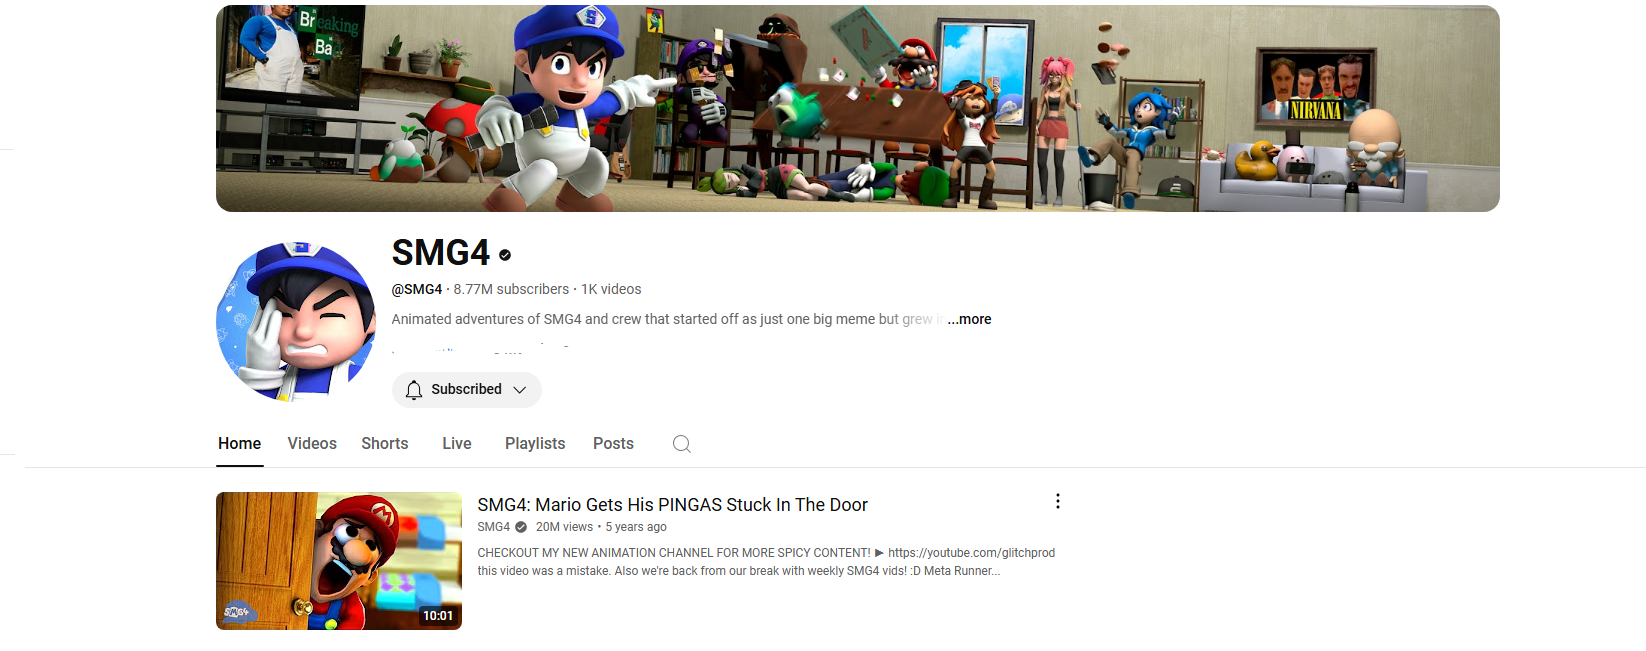 Breaking
Ba
NIRVANA
SMG4
@SMG4 · 8.77M subscribers · 1K videos
Animated adventures of SMG4 and crew that started off as just one big meme but grew ...more
Subscribed
Home Videos Shorts Live Playlists Posts
SMG4: Mario Gets His PINGAS Stuck In The Door
SMG4 20M views • 5 years ago
CHECKOUT MY NEW ANIMATION CHANNEL FOR MORE SPICY CONTENT! ► https://youtube.com/glitchprod
this video was a mistake. Also we're back from our break with weekly SMG4 vids! :D Meta Runner...
SMG4
10:01